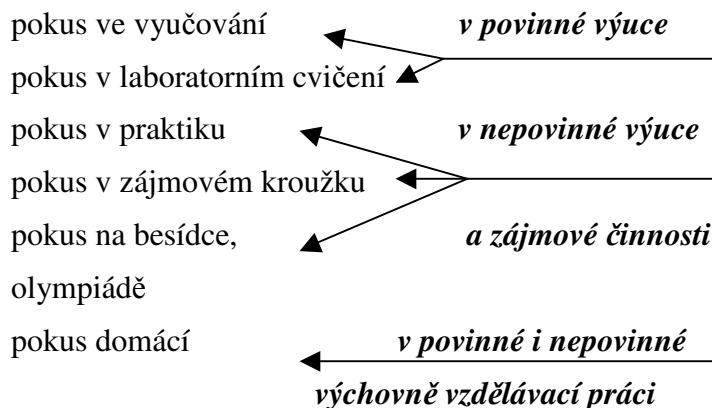 pokus ve vyučování v povinné výuce
pokus v laboratorním cvičení
pokus v praktiku v nepovinné výuce
pokus v zájmovém kroužku
pokus na besídce, a zájmové činnosti
olympiádě
pokus domácí v povinné i nepovinné
výchovně vzdělávací práci